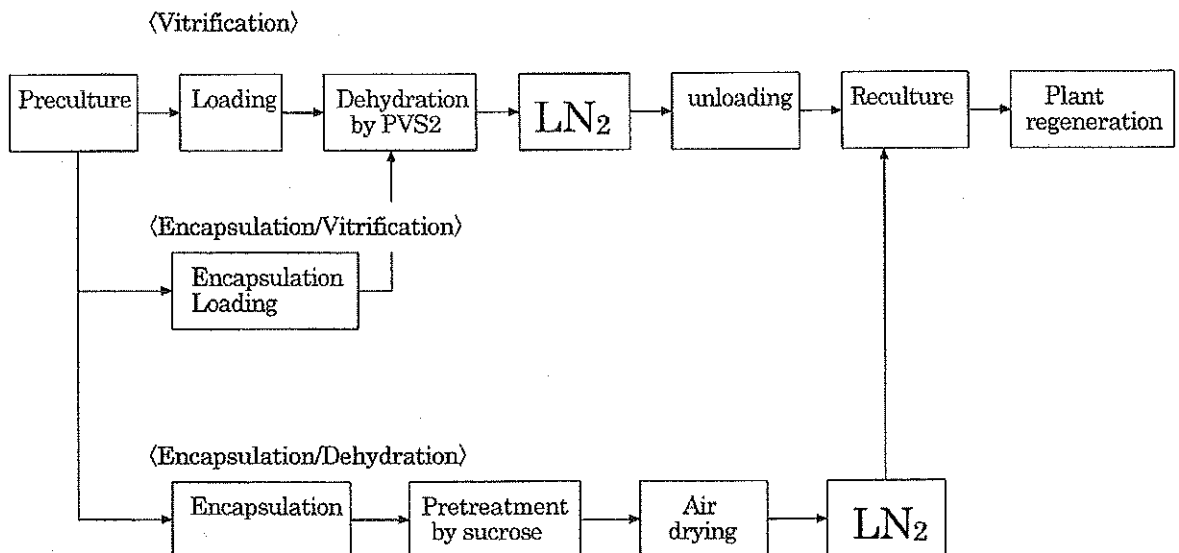 〈Vitrification〉
Preculture
Loading
Dehydration
by PVS2
LN₂
unloading
Reculture
Plant
regeneration
〈Encapsulation/Vitrification〉
Encapsulation
Loading
〈Encapsulation/Dehydration〉
Encapsulation
Pretreatment
by sucrose
Air
drying
LN₂